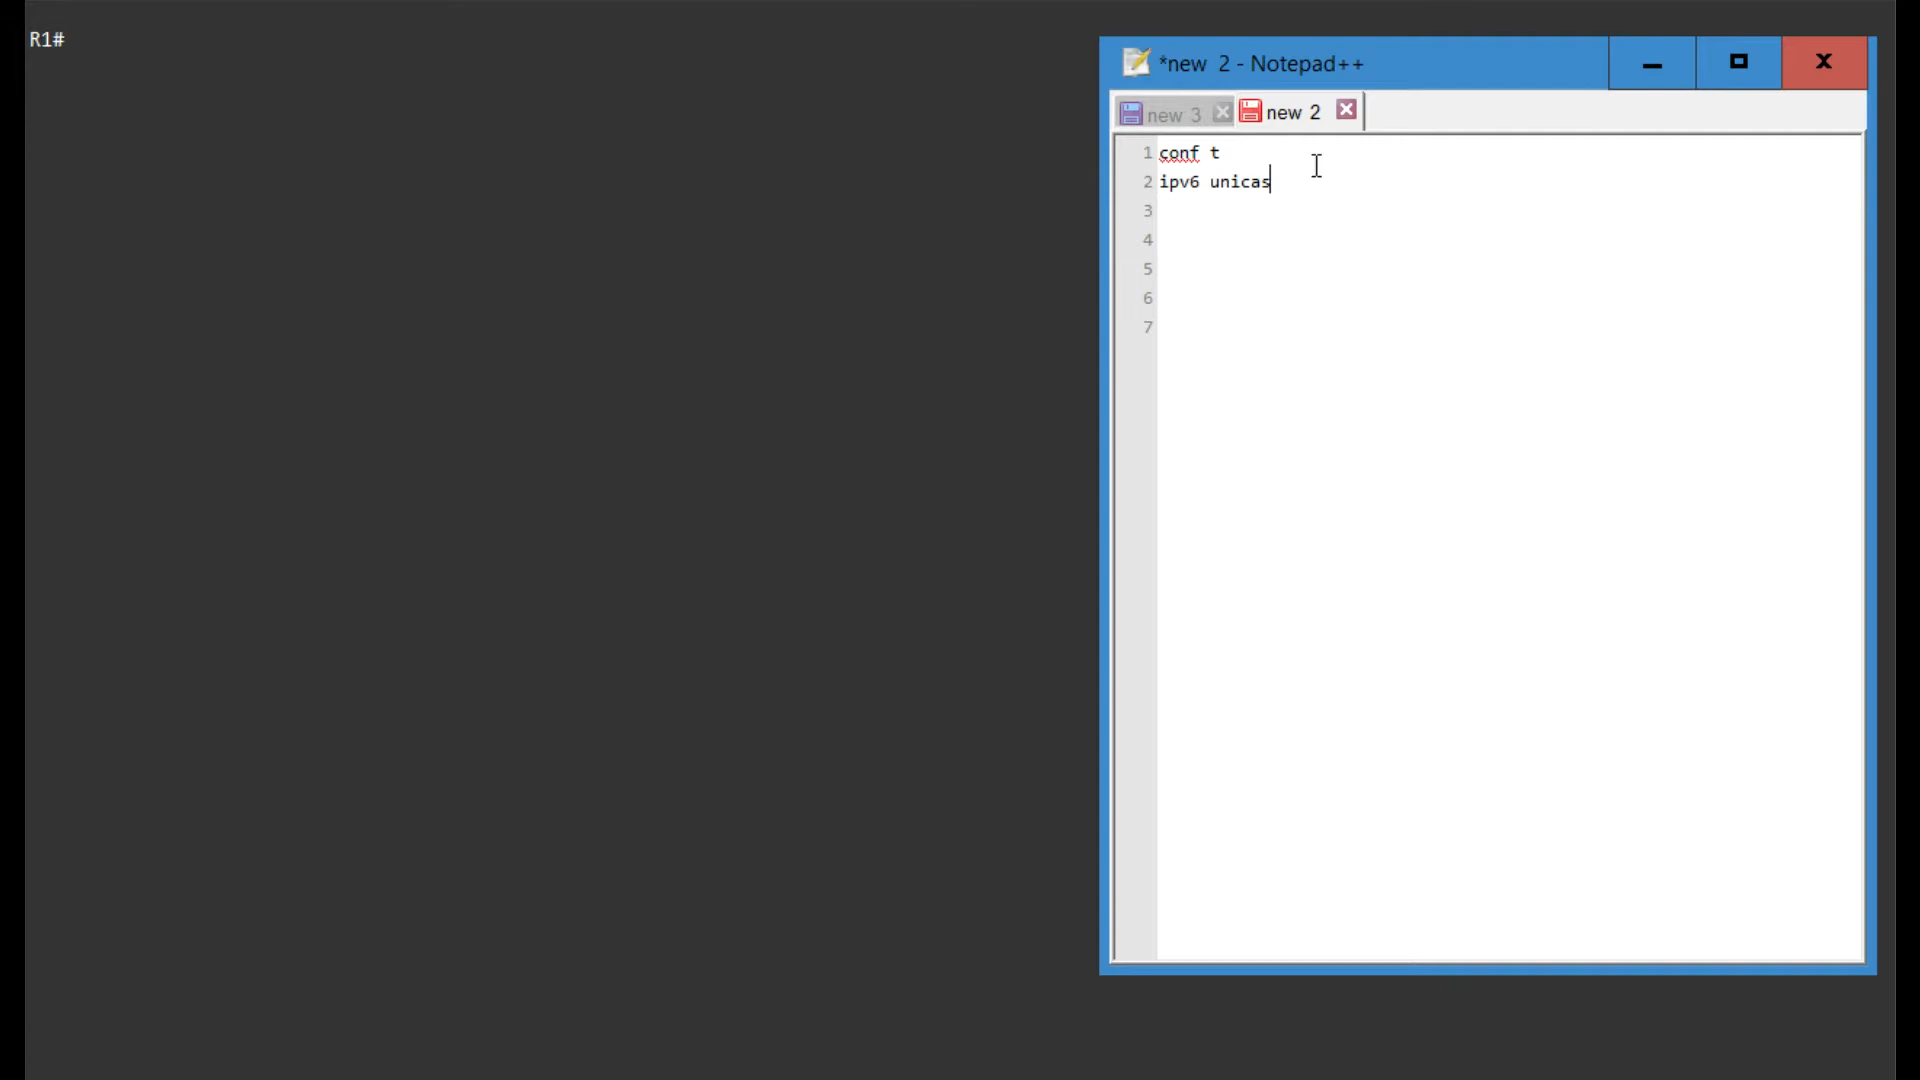 R1#
*new 2 - Notepad++
new 3
new 2
1 conf t
2 ipv6 unicas
3
4
5
6
7